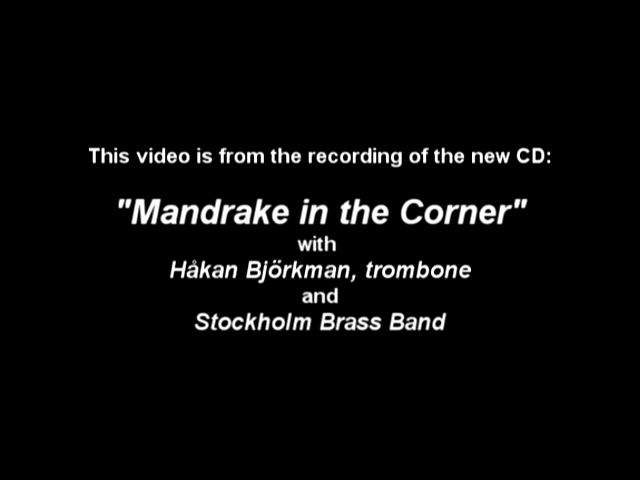 This video is from the recording of the new CD:
"Mandrake in the Corner"
with
Håkan Björkman, trombone
and
Stockholm Brass Band